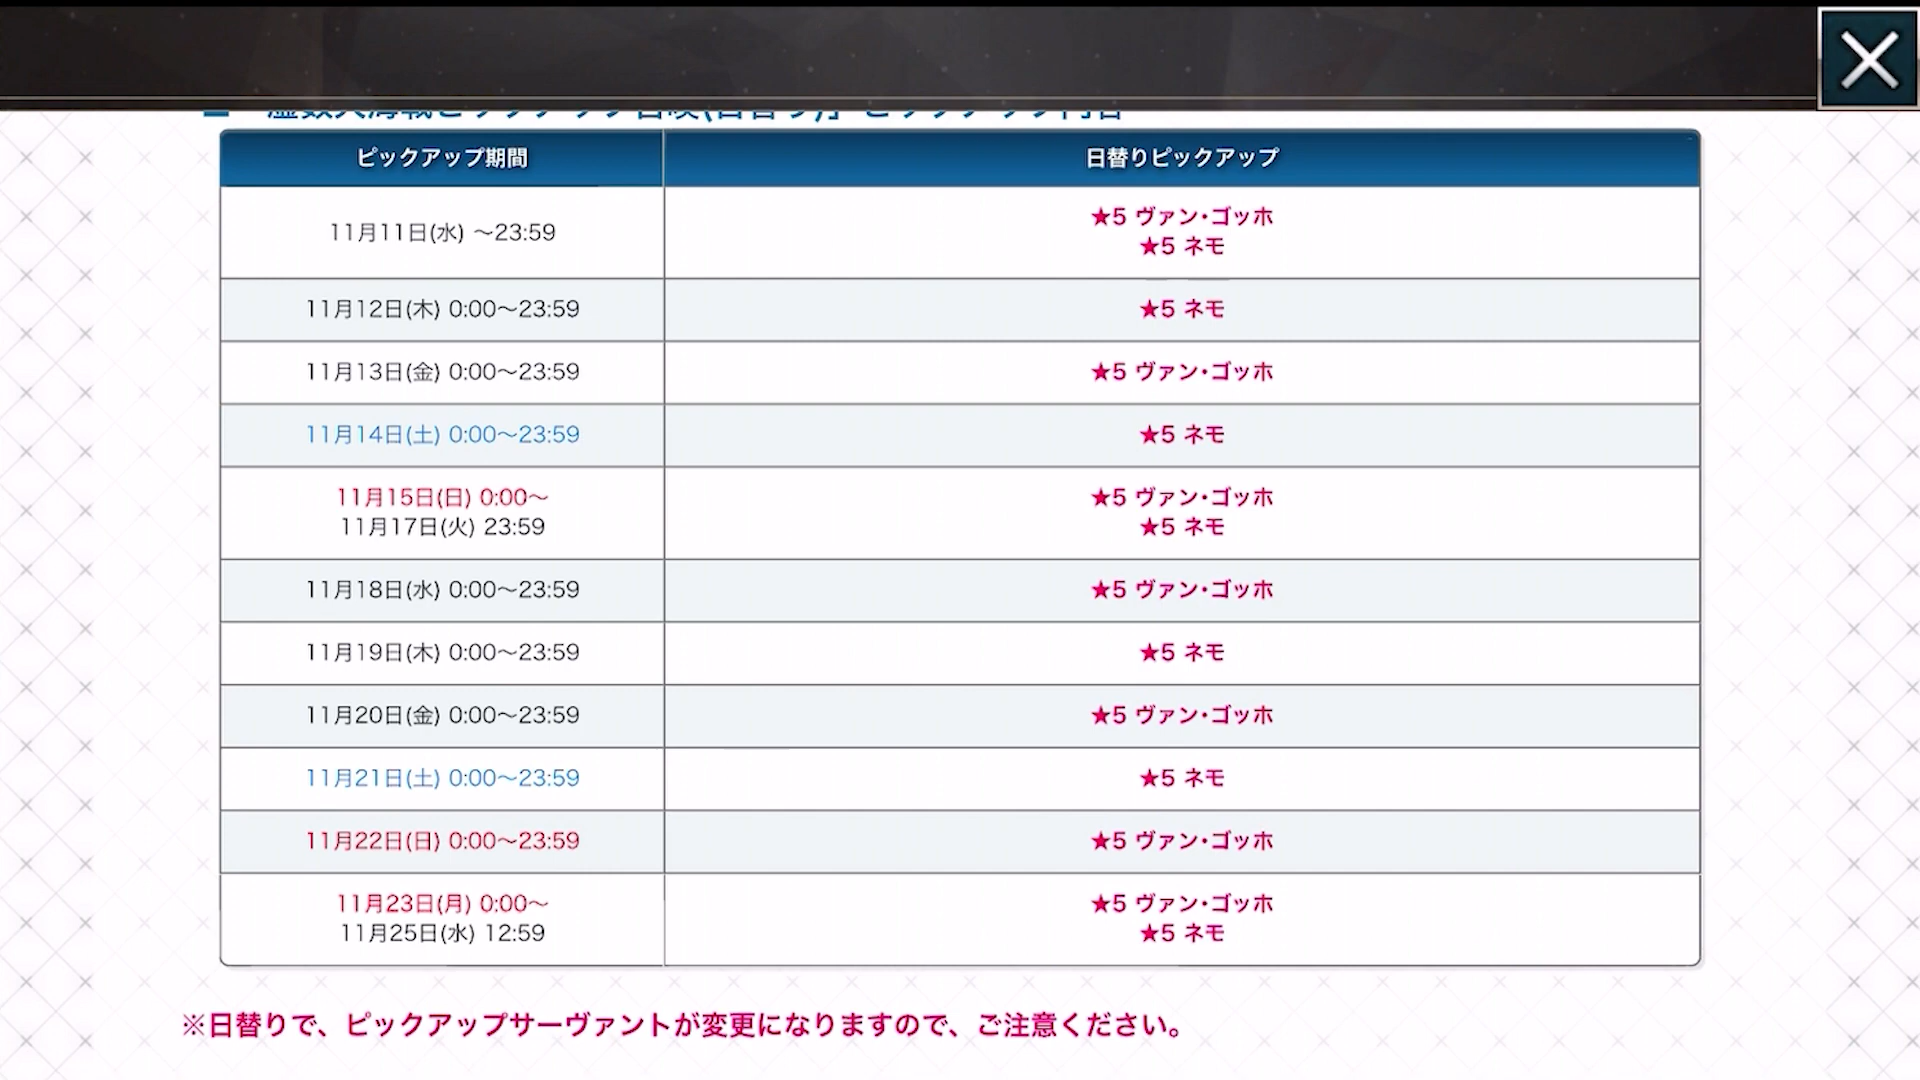 ピックアップ期間 日替りピックアップ
11月11日(水) ～23:59 ★5 ヴァン・ゴッホ
★5 ネモ
11月12日(木) 0:00～23:59 ★5 ネモ
11月13日(金) 0:00～23:59 ★5 ヴァン・ゴッホ
11月14日(土) 0:00～23:59 ★5 ネモ
11月15日(日) 0:00～ ★5 ヴァン・ゴッホ
11月17日(火) 23:59 ★5 ネモ
11月18日(水) 0:00～23:59 ★5 ヴァン・ゴッホ
11月19日(木) 0:00～23:59 ★5 ネモ
11月20日(金) 0:00～23:59 ★5 ヴァン・ゴッホ
11月21日(土) 0:00～23:59 ★5 ネモ
11月22日(日) 0:00～23:59 ★5 ヴァン・ゴッホ
11月23日(月) 0:00～ ★5 ヴァン・ゴッホ
11月25日(水) 12:59 ★5 ネモ
※日替りで、ピックアップサーヴァントが変更になりますので、ご注意ください。